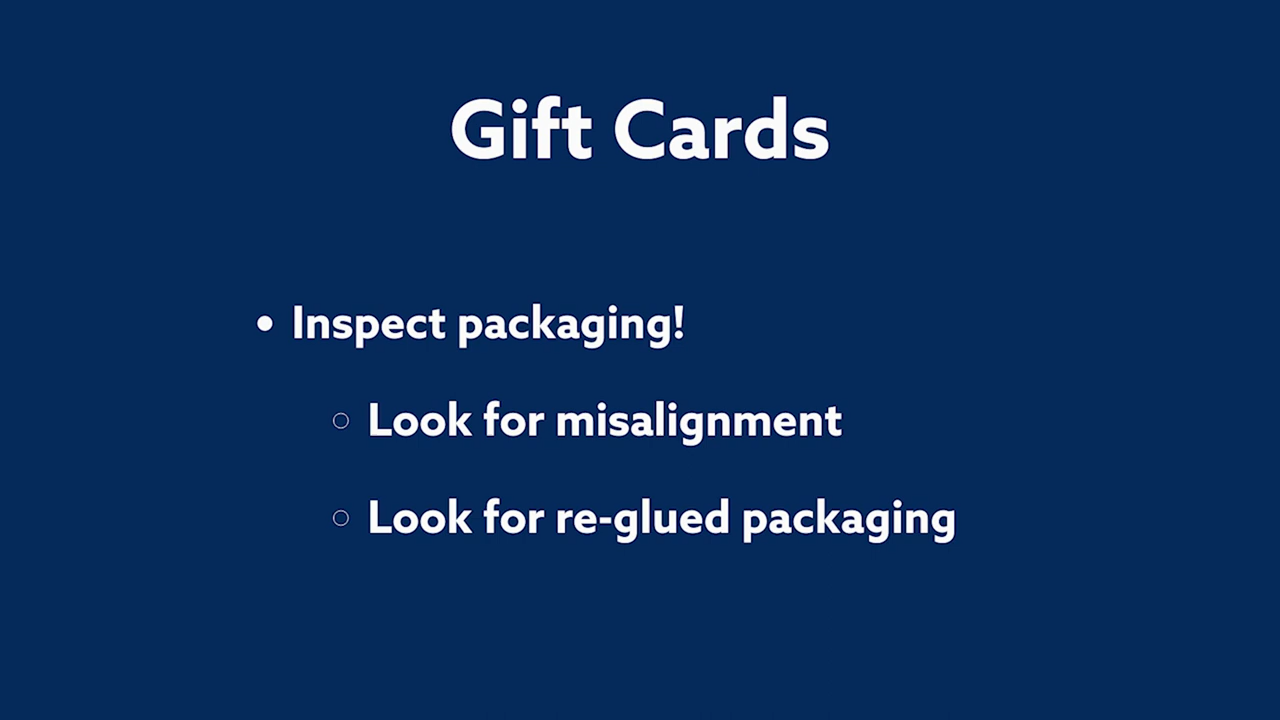 Gift Cards
• Inspect packaging!
○ Look for misalignment
○ Look for re-glued packaging